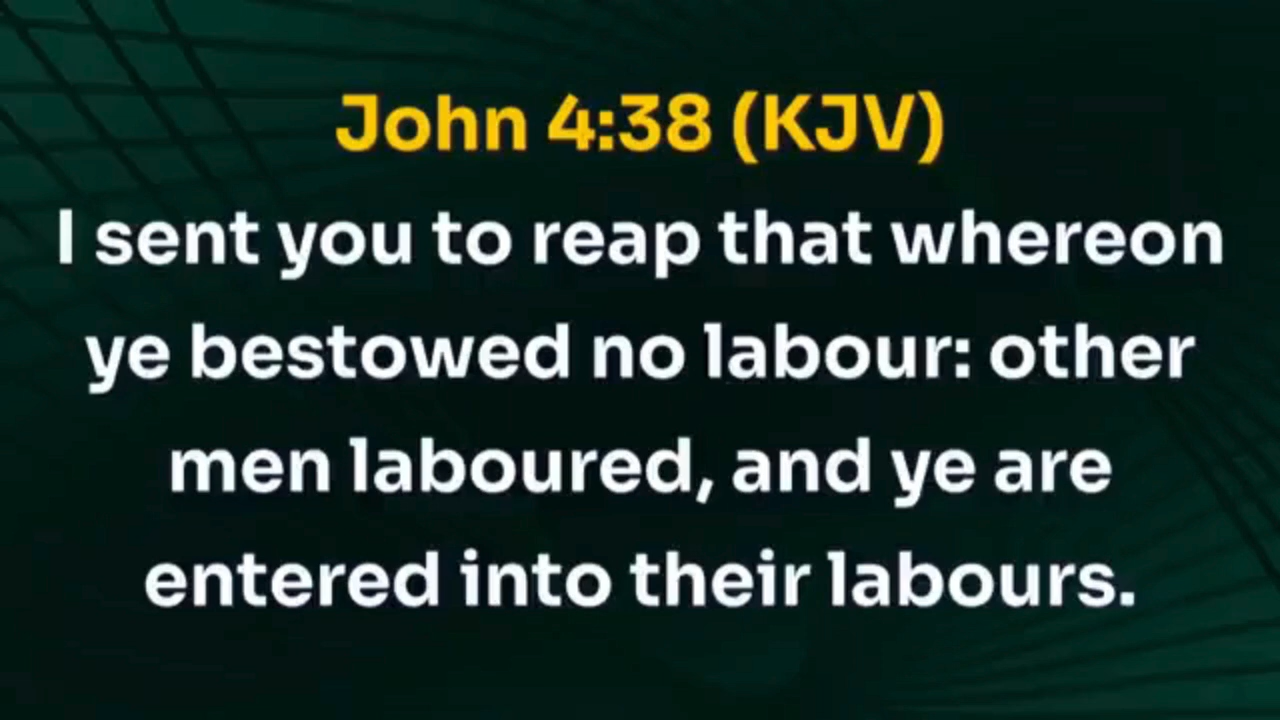 John 4:38 (KJV)
I sent you to reap that whereon
ye bestowed no labour: other
men laboured, and ye are
entered into their labours.